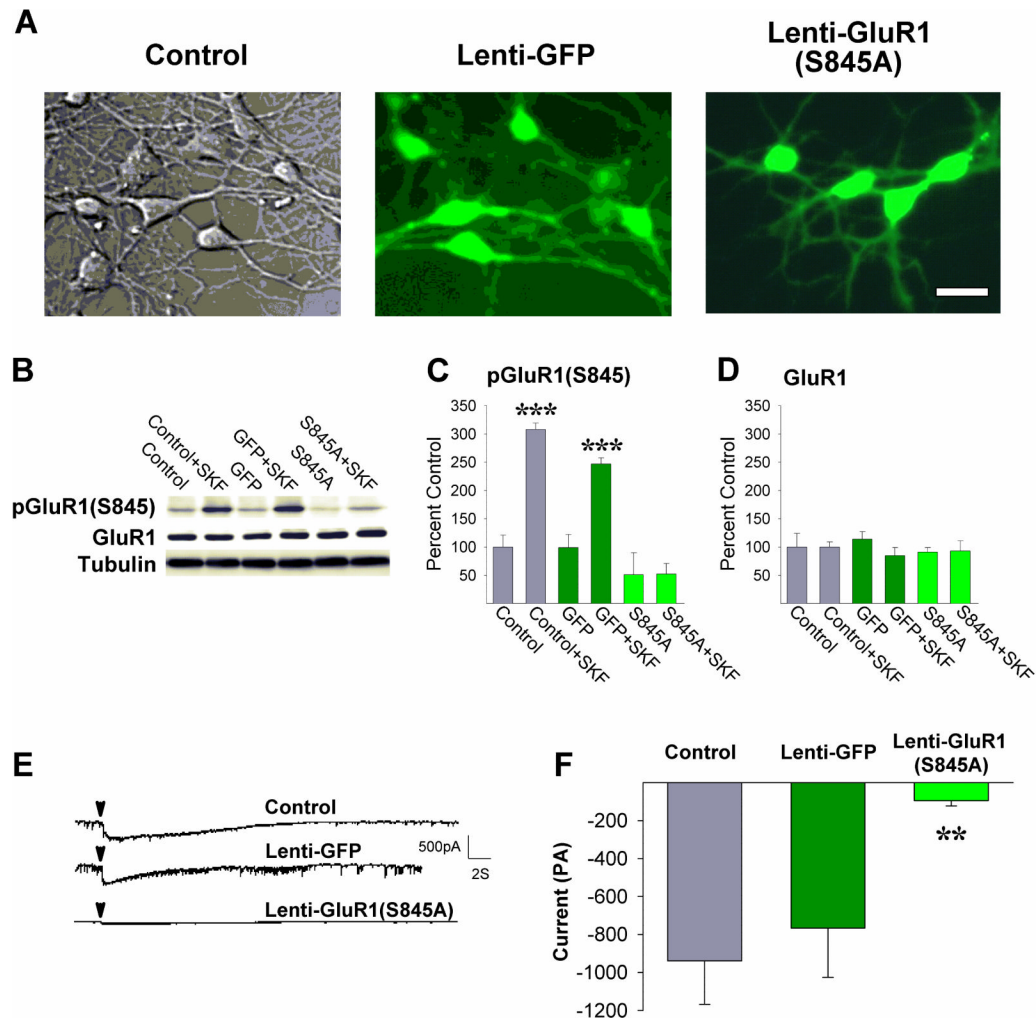 A
Control
Lenti-GFP
Lenti-GluR1
(S845A)
B
Control
Control+SKF
GFP
GFP+SKF
S845A
S845A+SKF
pGluR1(S845)
GluR1
Tubulin
C
pGluR1(S845)
Percent Control
350
300
250
200
150
100
50
***
***
Control
Control+SKF
GFP
GFP+SKF
S845A
S845A+SKF
D
GluR1
Percent Control
350
300
250
200
150
100
50
Control
Control+SKF
GFP
GFP+SKF
S845A
S845A+SKF
E
Control
Lenti-GFP
Lenti-GluR1(S845A)
500pA
2S
F
Control
Lenti-GFP
Lenti-GluR1
(S845A)
Current (PA)
-200
-400
-600
-800
-1000
-1200
**